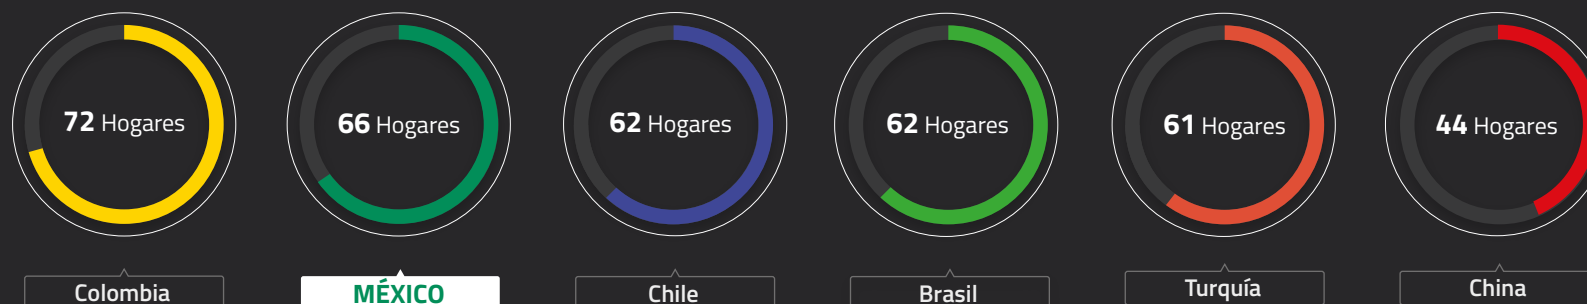 72 Hogares
66 Hogares
62 Hogares
62 Hogares
61 Hogares
44 Hogares
Colombia
MÉXICO
Chile
Brasil
Turquía
China